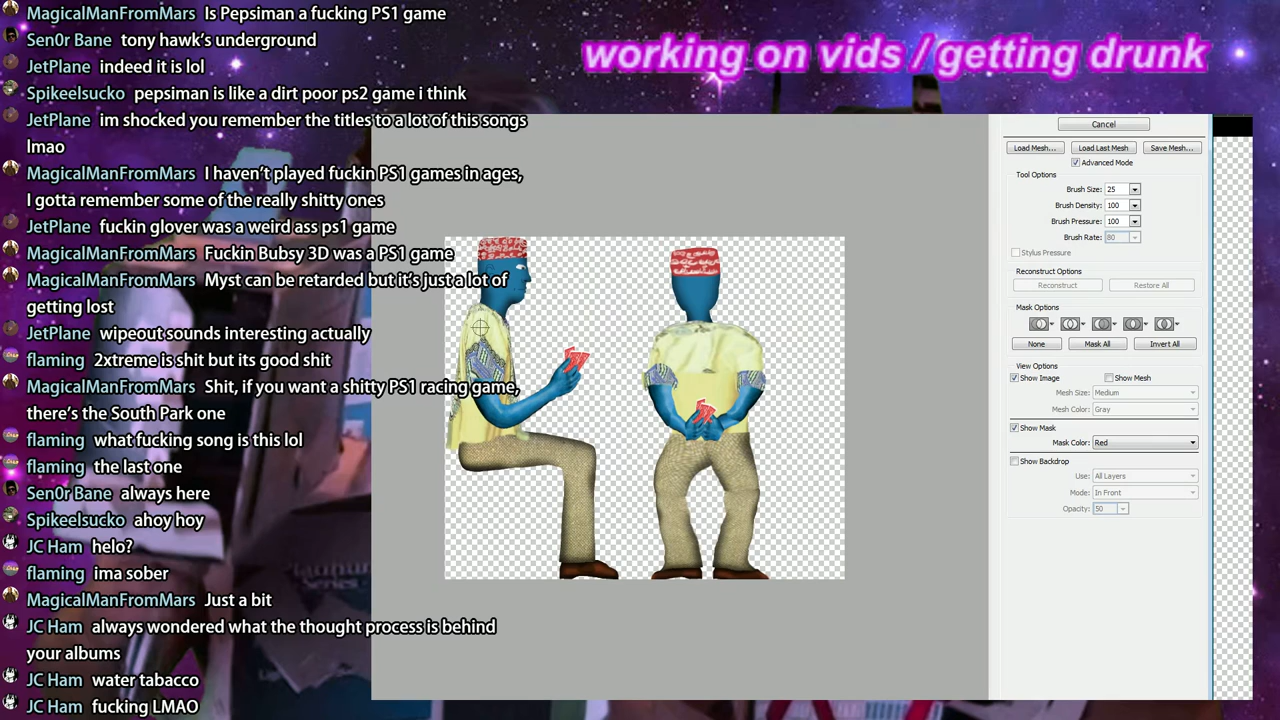 MagicalManFromMars Is Pepsiman a fucking PS1 game
Sen0r Bane tony hawk's underground
JetPlane indeed it is lol
Spikeelsucko pepsiman is like a dirt poor ps2 game i think
JetPlane im shocked you remember the titles to a lot of this songs
lmao
MagicalManFromMars I haven't played fuckin PS1 games in ages,
I gotta remember some of the really shitty ones
JetPlane fuckin glover was a weird ass ps1 game
MagicalManFromMars Fuckin Bubsy 3D was a PS1 game
MagicalManFromMars Myst can be retarded but it's just a lot of
getting lost
JetPlane wipeout sounds interesting actually
flaming 2xtreme is shit but its good shit
MagicalManFromMars Shit, if you want a shitty PS1 racing game,
there's the South Park one
flaming what fucking song is this lol
flaming the last one
Sen0r Bane always here
Spikeelsucko ahoy hoy
JC Ham helo?
flaming ima sober
MagicalManFromMars Just a bit
JC Ham always wondered what the thought process is behind
your albums
JC Ham water tabacco
JC Ham fucking LMAO
working on vids / getting drunk
Cancel
Load Mesh... Load Last Mesh Save Mesh...
Advanced Mode
Tool Options
Brush Size: 25
Brush Density: 100
Brush Pressure: 100
Brush Rate: 80
Stylus Pressure
Reconstruct Options
Reconstruct Restore All
Mask Options
None Mask All Invert All
View Options
Show Image Show Mesh
Mesh Size: Medium
Mesh Color: Gray
Show Mask
Mask Color: Red
Show Backdrop
Use: All Layers
Mode: In Front
Opacity: 50